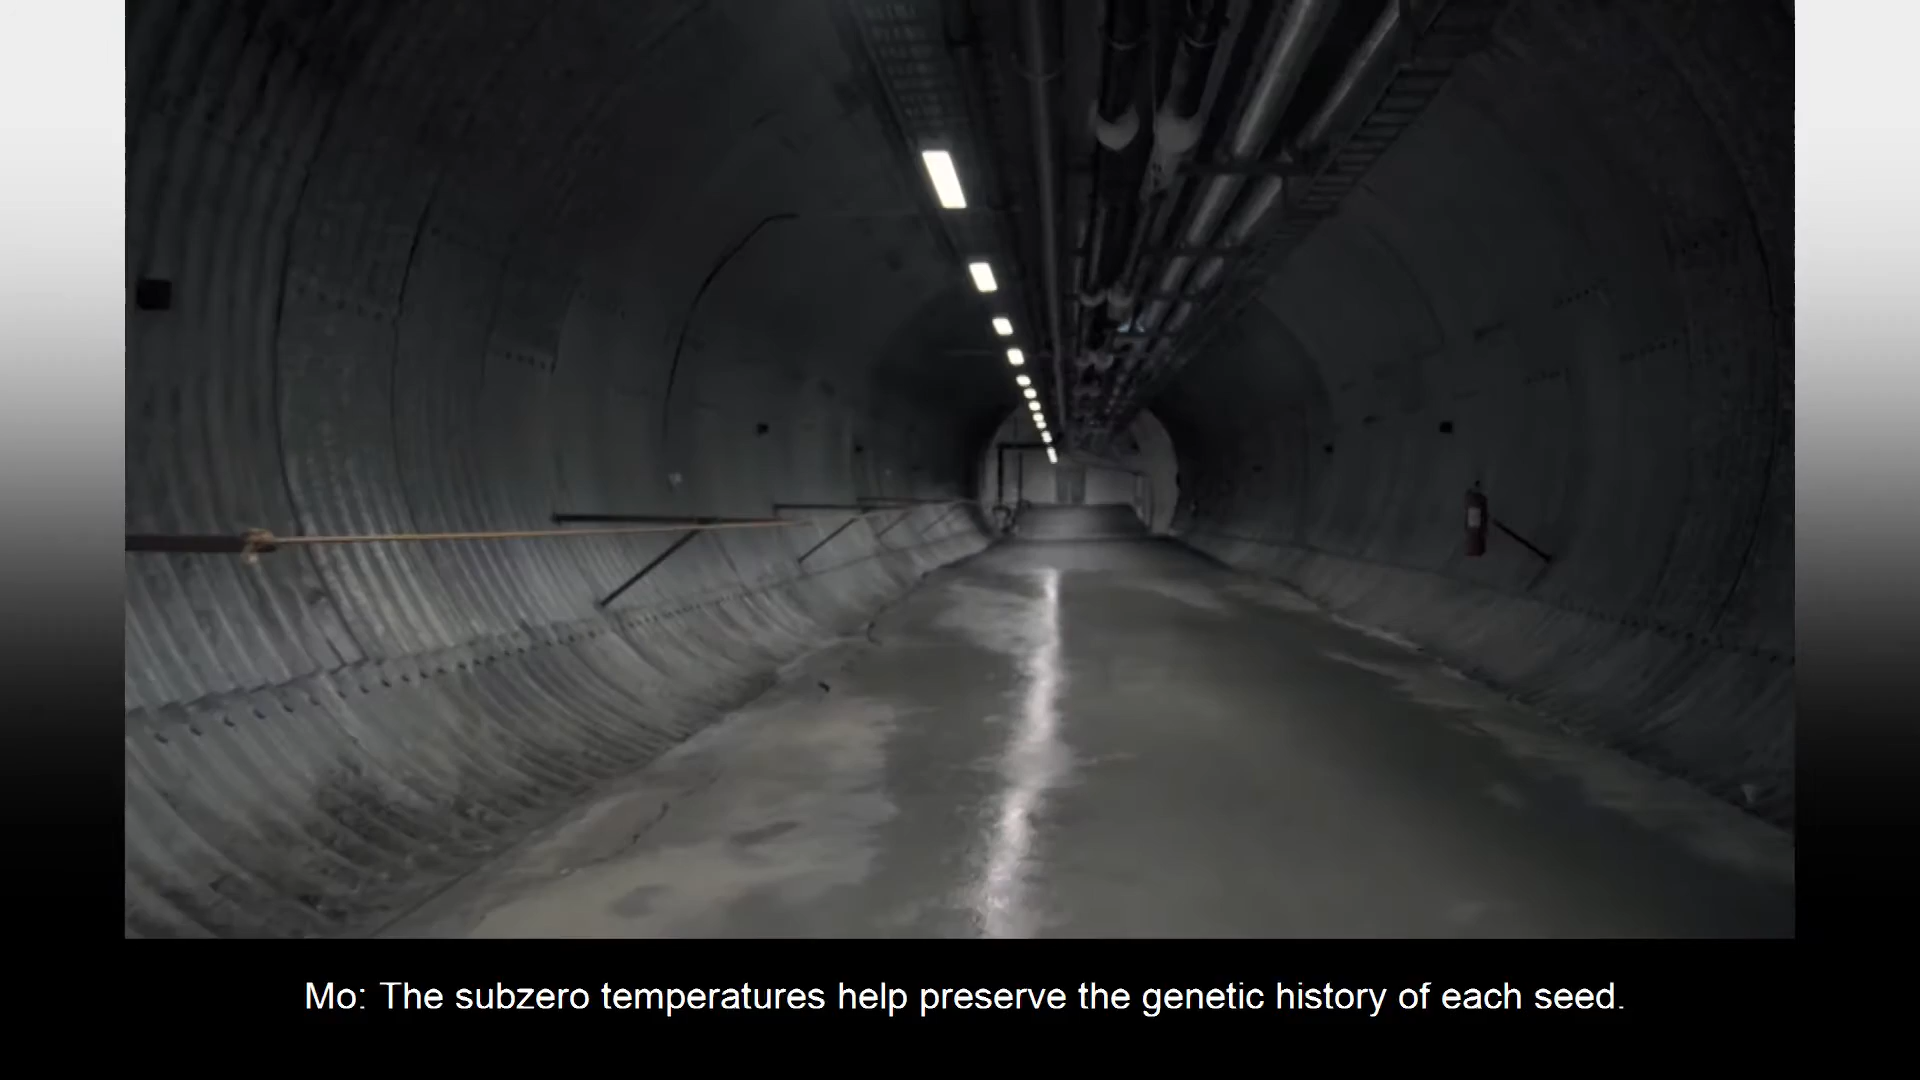 Mo: The subzero temperatures help preserve the genetic history of each seed.